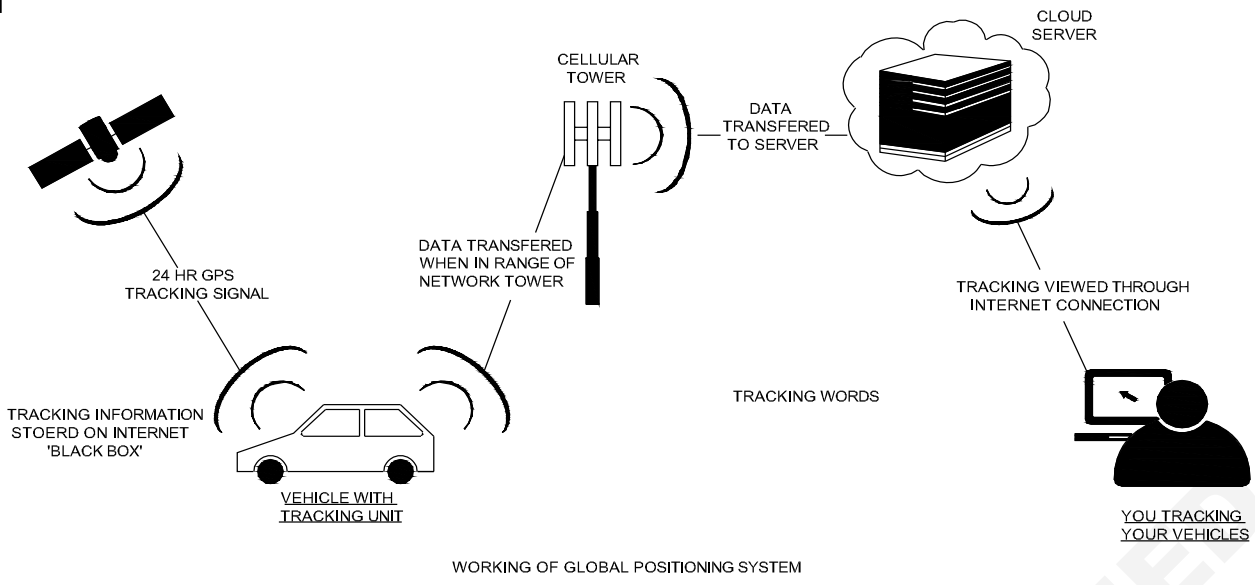 CLOUD
SERVER
CELLULAR
TOWER
DATA
TRANSFERED
TO SERVER
24 HR GPS
TRACKING SIGNAL
DATA TRANSFERED
WHEN IN RANGE OF
NETWORK TOWER
TRACKING VIEWED THROUGH
INTERNET CONNECTION
TRACKING INFORMATION
STOERD ON INTERNET
'BLACK BOX'
TRACKING WORDS
VEHICLE WITH
TRACKING UNIT
YOU TRACKING
YOUR VEHICLES
WORKING OF GLOBAL POSITIONING SYSTEM